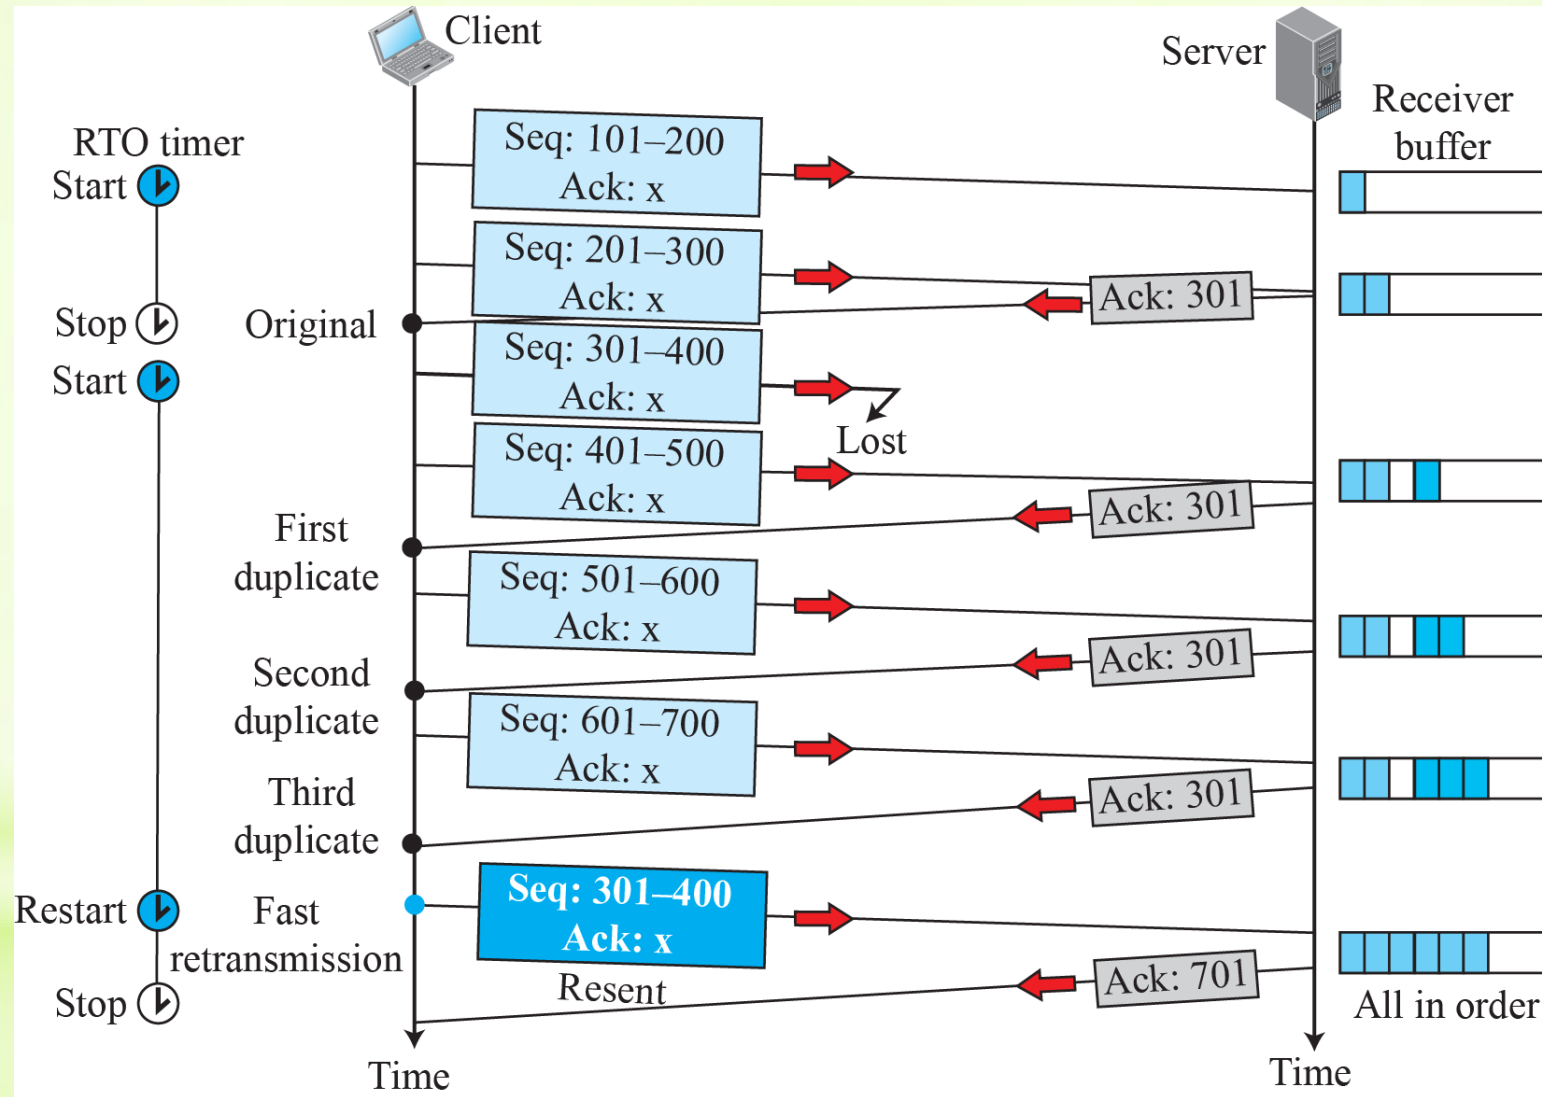 Client
Server
Receiver
buffer
RTO timer
Start
Seq: 101–200
Ack: x
Seq: 201–300
Ack: x
Ack: 301
Stop
Original
Start
Seq: 301–400
Ack: x
Lost
Seq: 401–500
Ack: x
Ack: 301
First
duplicate
Seq: 501–600
Ack: x
Ack: 301
Second
duplicate
Seq: 601–700
Ack: x
Ack: 301
Third
duplicate
Restart
Fast
retransmission
Seq: 301–400
Ack: x
Resent
Ack: 701
Stop
All in order
Time
Time